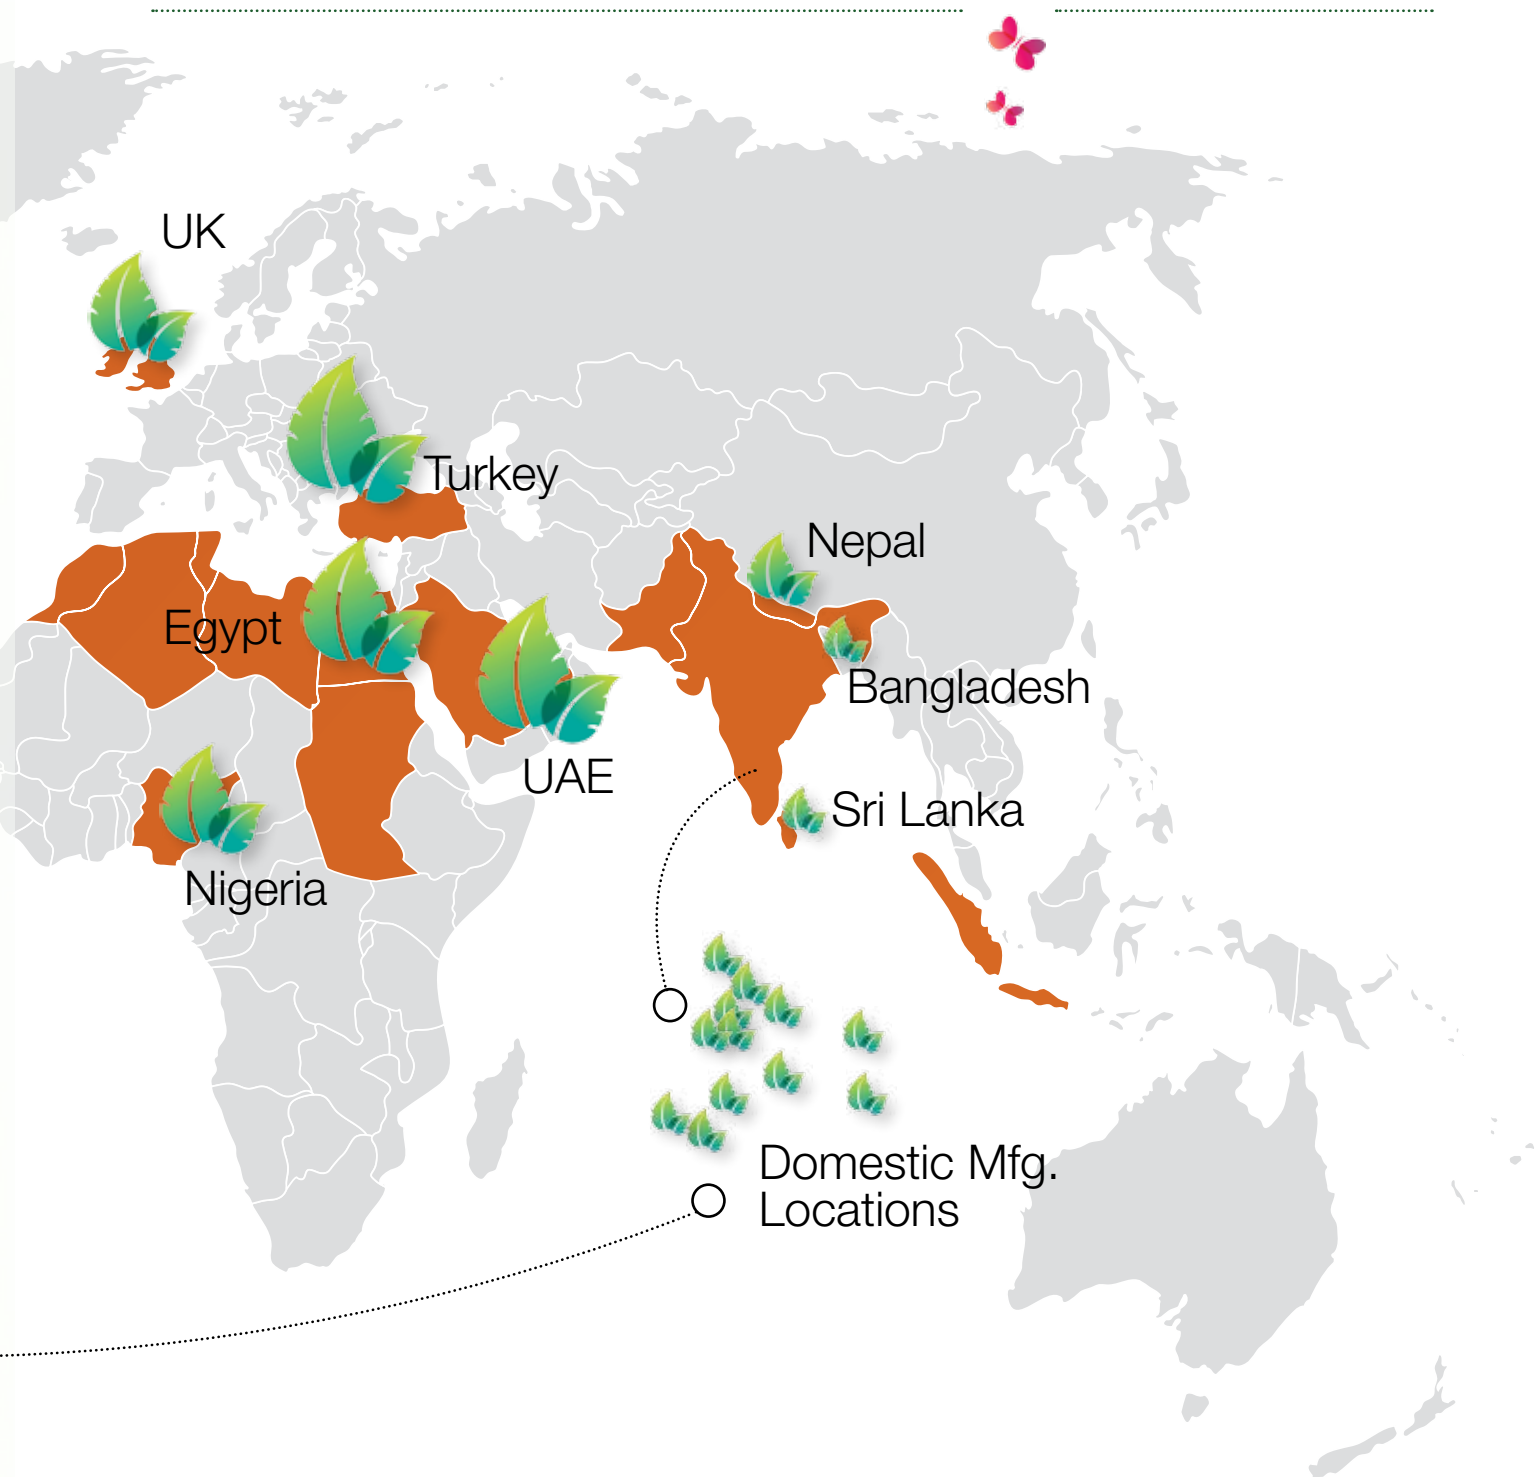 UK
Turkey
Nepal
Egypt
Bangladesh
UAE
Sri Lanka
Nigeria
Domestic Mfg.
Locations